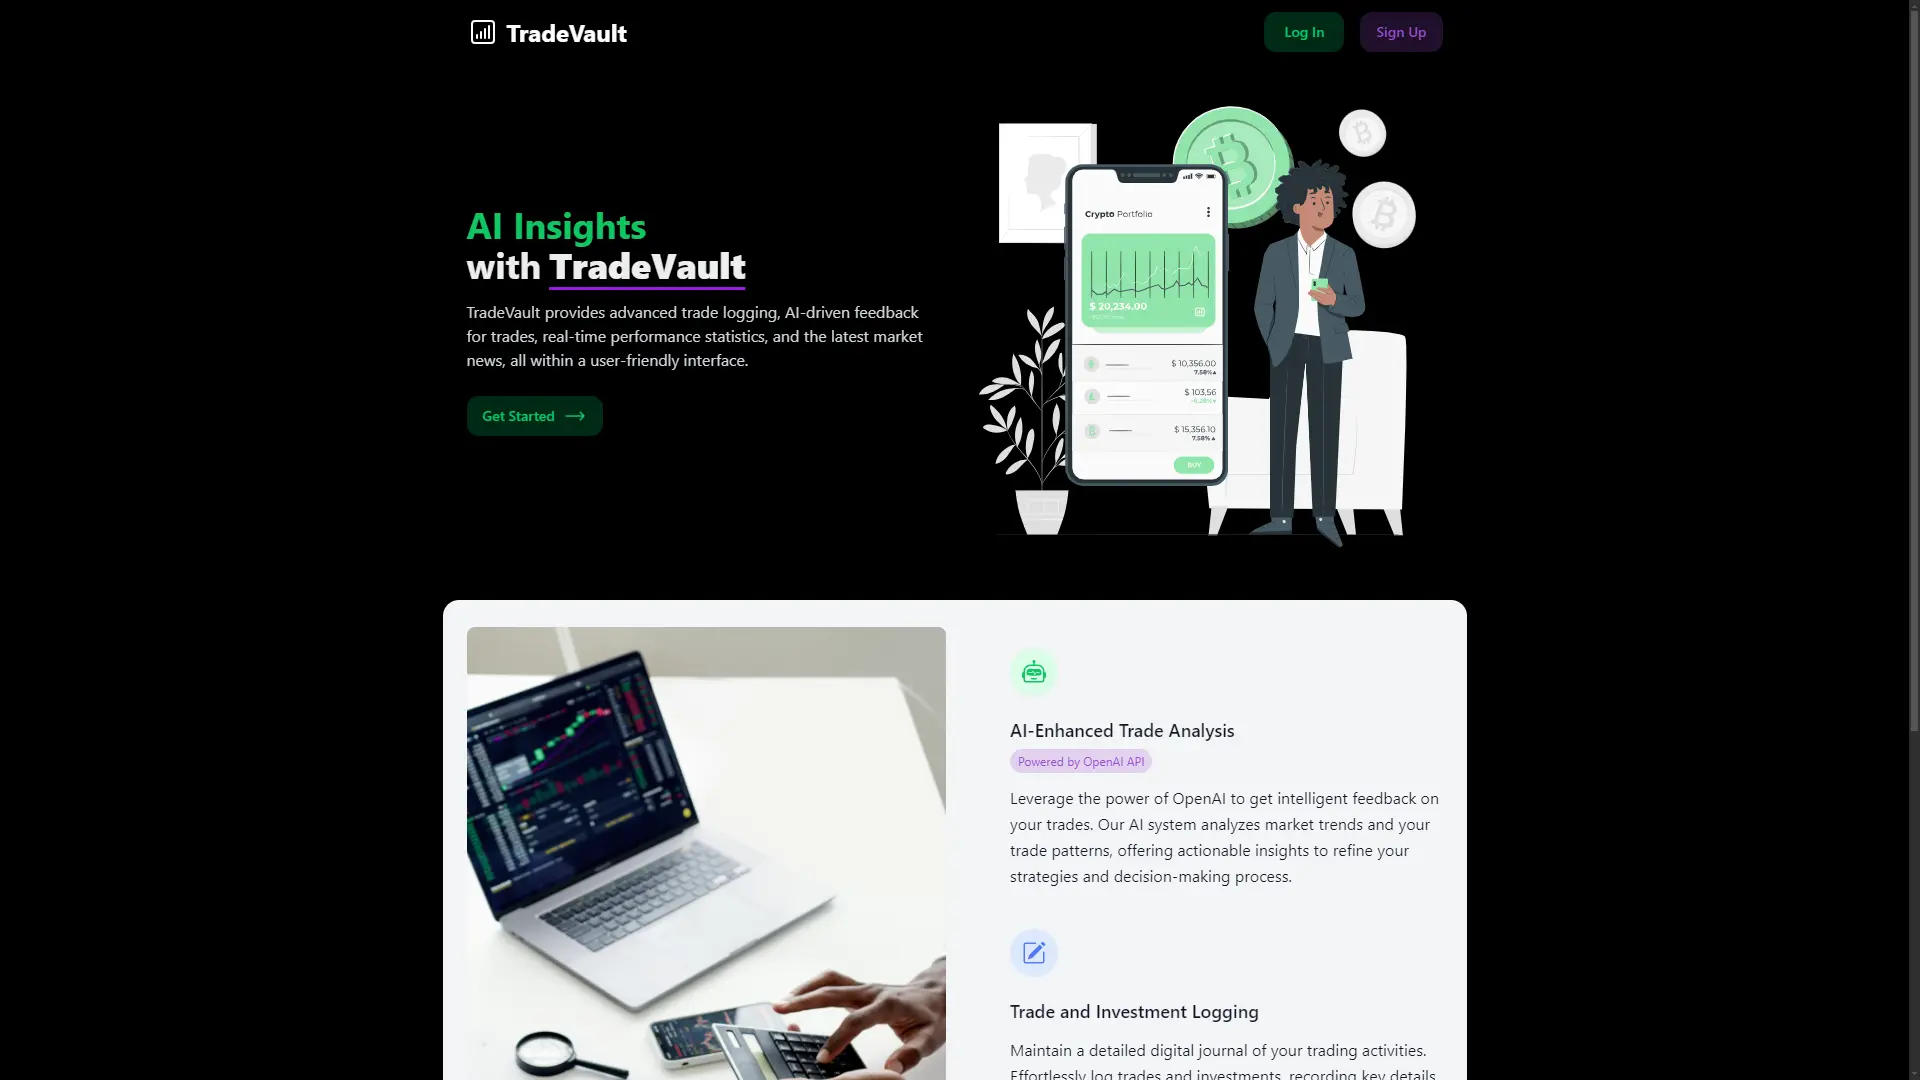 TradeVault
Log In
Sign Up
AI Insights
with TradeVault
TradeVault provides advanced trade logging, AI-driven feedback
for trades, real-time performance statistics, and the latest market
news, all within a user-friendly interface.
Get Started
Crypto Portfolio
$ 20,234.00
$ 10,356.00
7.58%
$ 103,56
$ 15,356.10
7.58%
BUY
AI-Enhanced Trade Analysis
Powered by OpenAI API
Leverage the power of OpenAI to get intelligent feedback on
your trades. Our AI system analyzes market trends and your
trade patterns, offering actionable insights to refine your
strategies and decision-making process.
Trade and Investment Logging
Maintain a detailed digital journal of your trading activities.
Effortlessly log trades and investments, recording key details